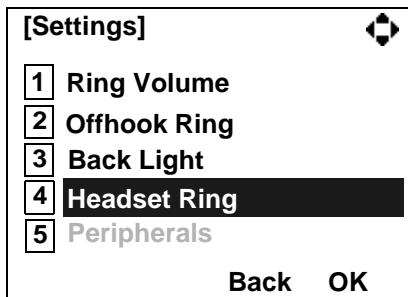 [Settings]
1 Ring Volume
2 Offhook Ring
3 Back Light
4 Headset Ring
5 Peripherals
Back OK